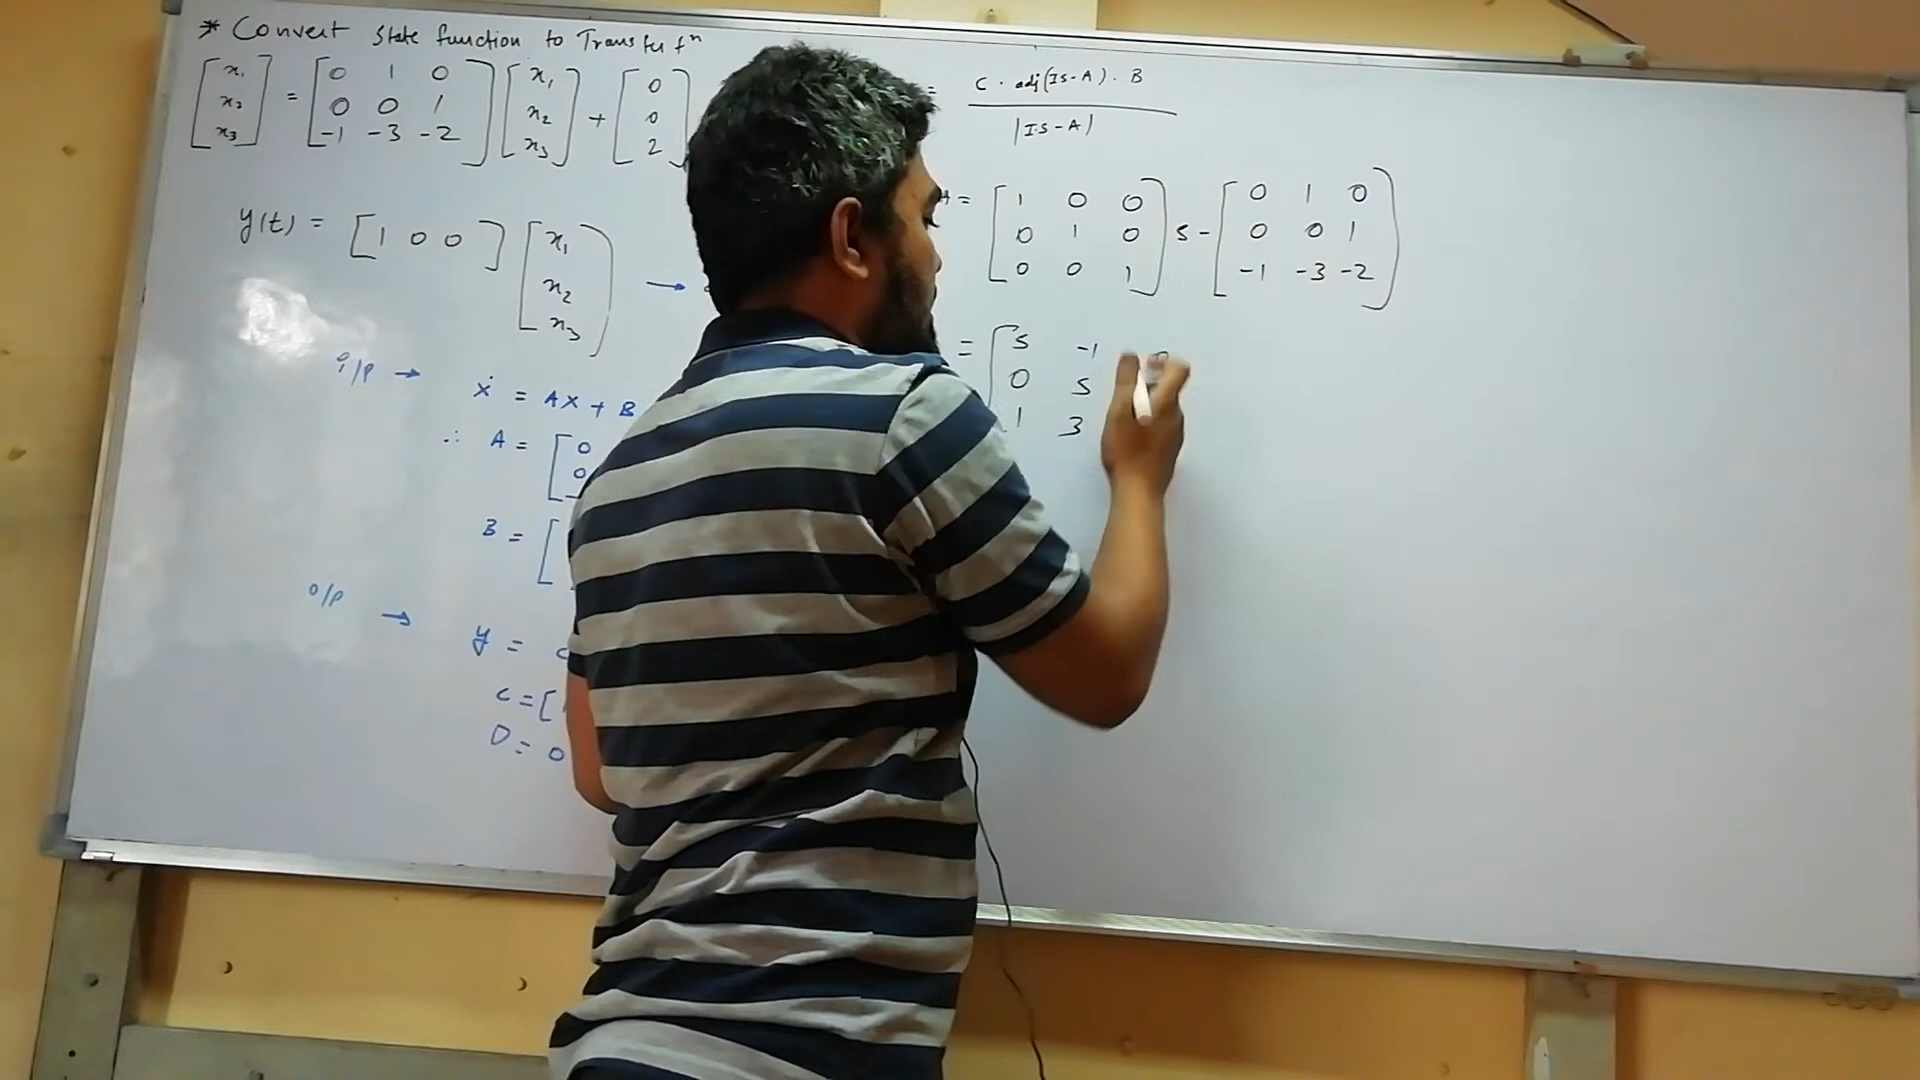 * Convert State function to Transfer fⁿ
[x₁ x₂ x₃] = [0 1 0
0 0 1
-1 -3 -2] [x₁ x₂ x₃] + [0 0 2]
y(t) = [1 0 0] [x₁ x₂ x₃] →
i/p → ẋ = AX + B
∴ A = [0
0
B = [
o/p → y = c
C = [
D = 0
= C · adj(IS-A) · B
|IS-A|
A = [1 0 0
0 1 0
0 0 1] S - [0 1 0
0 0 1
-1 -3 -2]
= [S -1 0
0 S
1 3